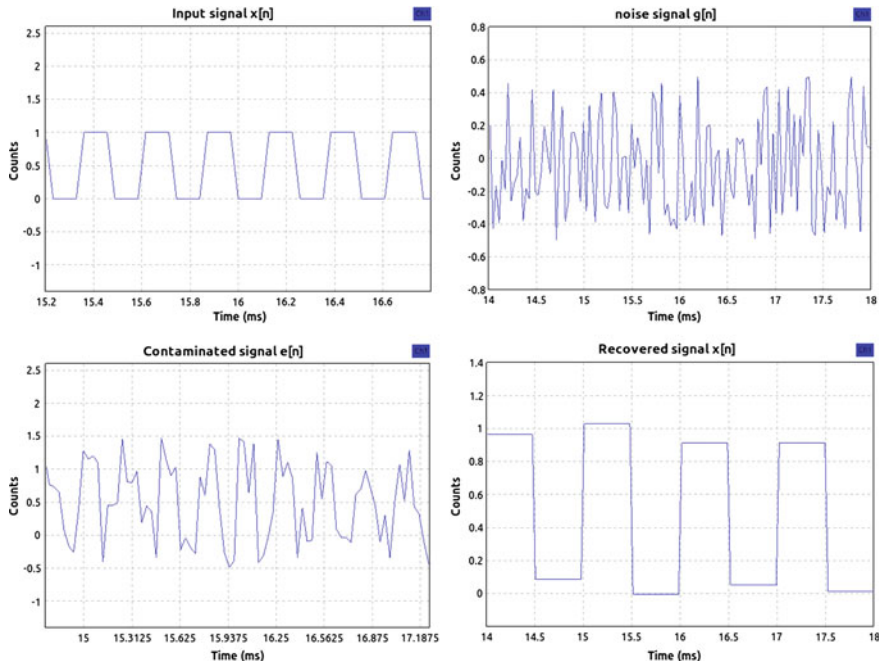 Input signal x[n]
Ch1
2.5
2
1.5
1
0.5
0
-0.5
-1
Counts
15.2 15.4 15.6 15.8 16 16.2 16.4 16.6
Time (ms)
noise signal g[n]
0.8
0.6
0.4
0.2
0
-0.2
-0.4
-0.6
-0.8
Counts
14 14.5 15 15.5 16 16.5 17 17.5 18
Time (ms)
Contaminated signal e[n]
2.5
2
1.5
1
0.5
0
-0.5
-1
Counts
15 15.3125 15.625 15.9375 16.25 16.5625 16.875 17.1875
Time (ms)
Recovered signal x[n]
1.4
1.2
1
0.8
0.6
0.4
0.2
0
Counts
14 14.5 15 15.5 16 16.5 17 17.5 18
Time (ms)